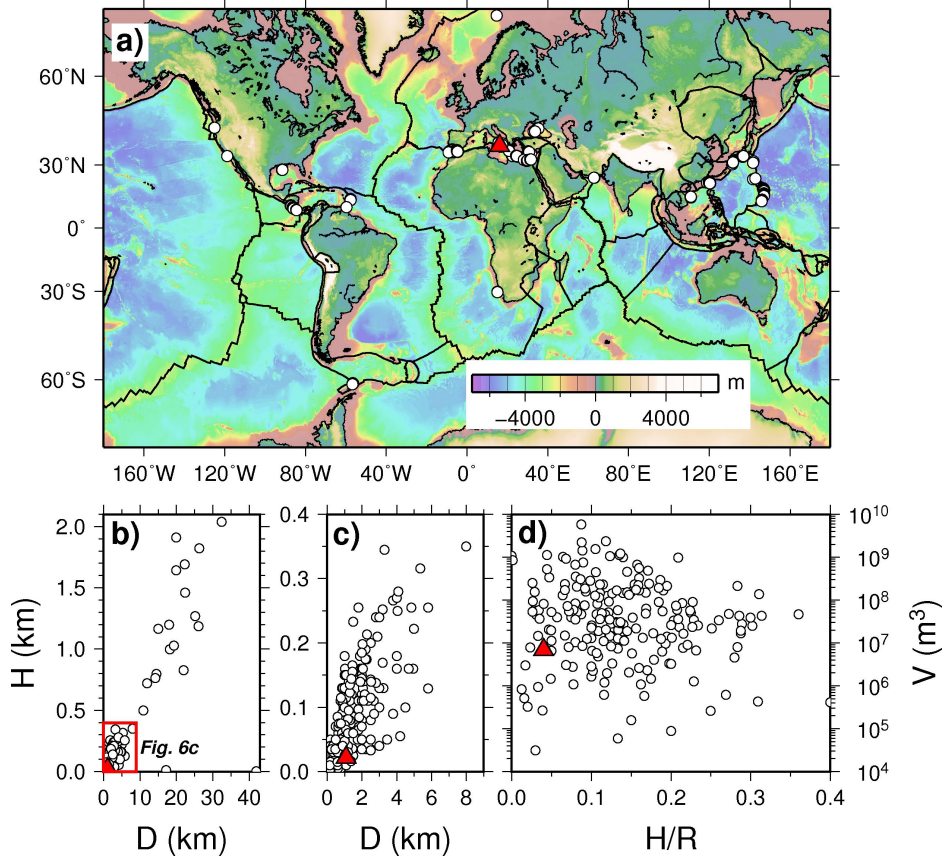 a)
60˚N
30˚N
0˚
30˚S
60˚S
m
−4000 0 4000
160˚W 120˚W 80˚W 40˚W 0˚E 40˚E 80˚E 120˚E 160˚E
b)
H (km)
2.0
1.5
1.0
0.5
0.0
Fig. 6c
0 10 20 30 40
D (km)
c)
0.4
0.3
0.2
0.1
0.0
0 2 4 6 8
D (km)
d)
10¹⁰
10⁹
10⁸
10⁷
10⁶
10⁵
10⁴
V (m³)
0.0 0.1 0.2 0.3 0.4
H/R